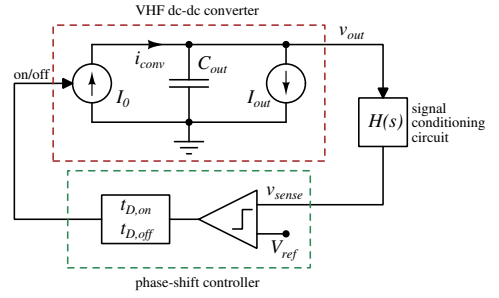 VHF dc-dc converter
v_out
on/off
i_conv
C_out
I_0
I_out
H(s)
signal
conditioning
circuit
t_D,on
t_D,off
v_sense
V_ref
phase-shift controller